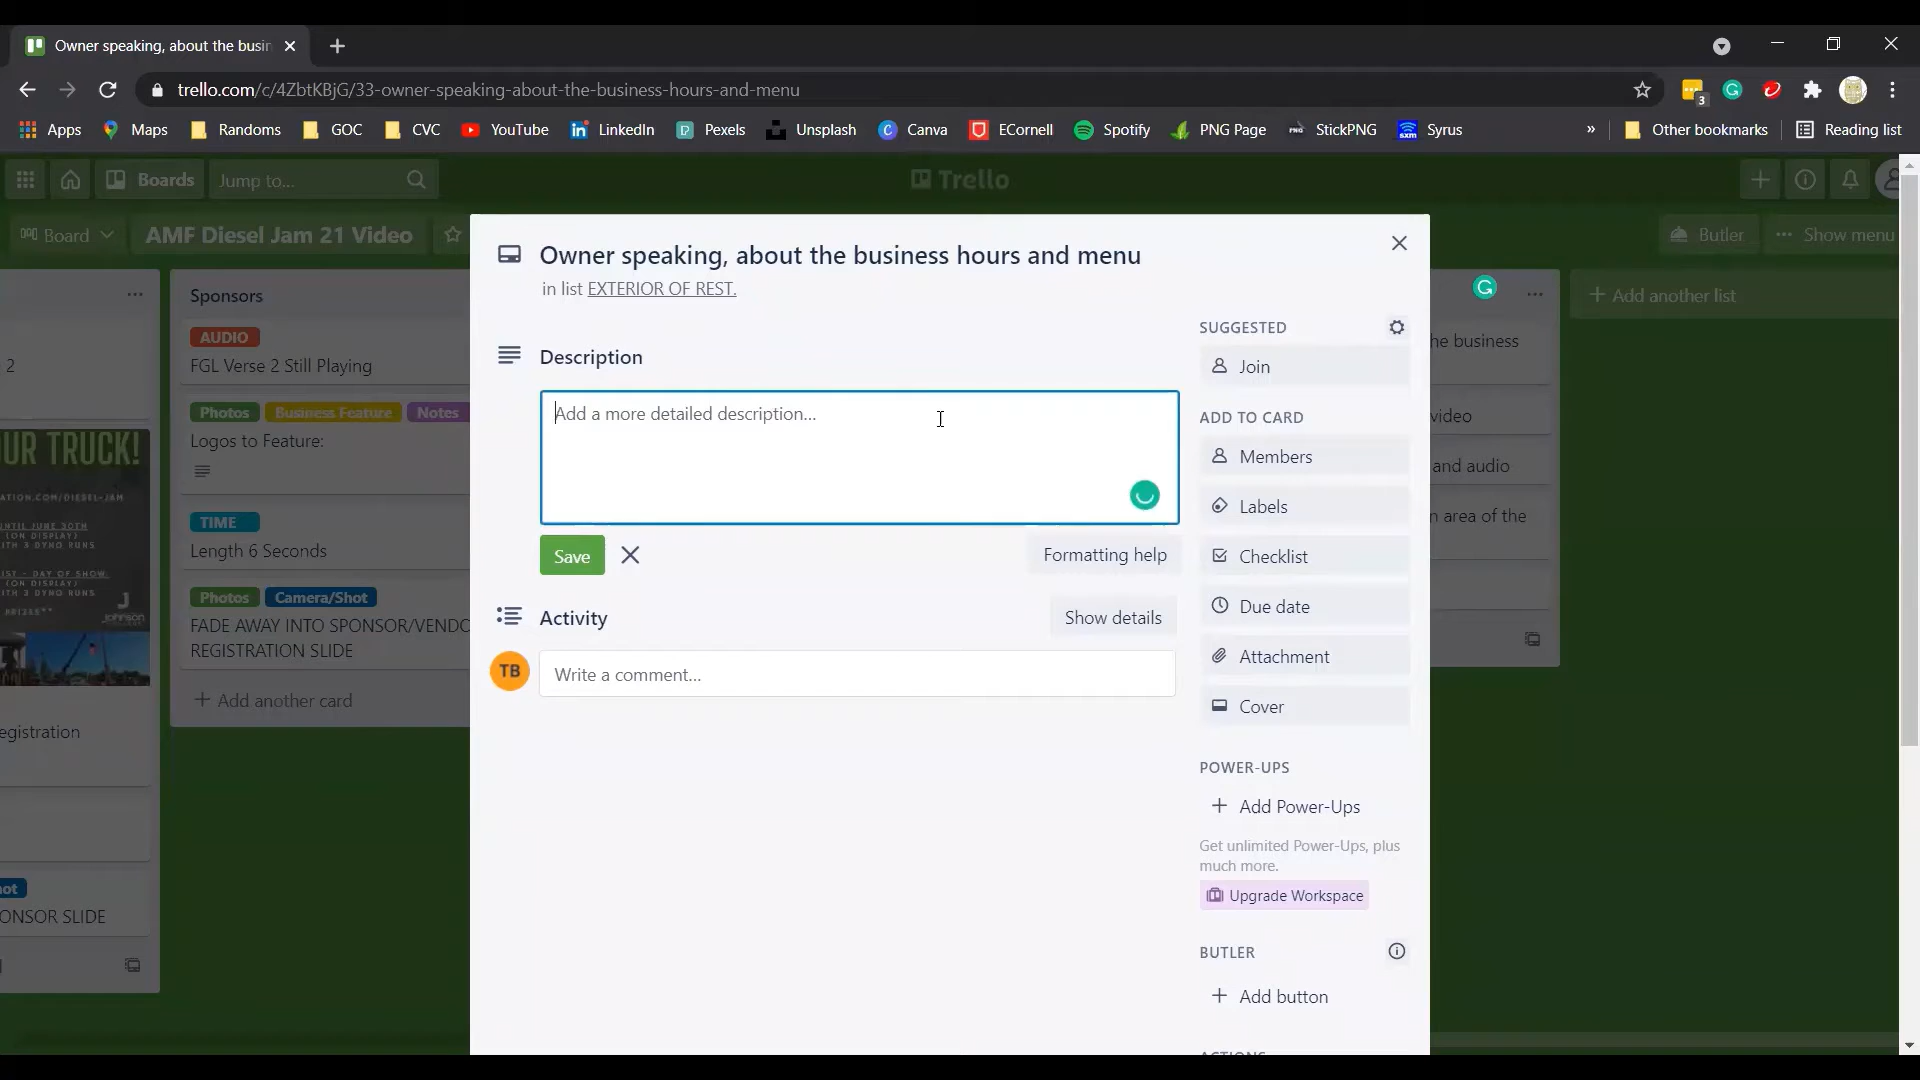 Owner speaking, about the busin
trello.com/c/4ZbtKBjG/33-owner-speaking-about-the-business-hours-and-menu
3
Apps Maps Randoms GOC CVC YouTube LinkedIn Pexels Unsplash Canva ECornell Spotify PNG Page StickPNG Syrus » Other bookmarks Reading list
Boards Jump to... Trello
Board AMF Diesel Jam 21 Video Butler Show menu
Owner speaking, about the business hours and menu
in list EXTERIOR OF REST.
Description
Add a more detailed description...
Save Formatting help
Activity Show details
TB Write a comment...
SUGGESTED
Join
ADD TO CARD
Members
Labels
Checklist
Due date
Attachment
Cover
POWER-UPS
Add Power-Ups
Get unlimited Power-Ups, plus
much more.
Upgrade Workspace
BUTLER
Add button
2
OUR TRUCK!
egistration
ot
ONSOR SLIDE
Sponsors
AUDIO
FGL Verse 2 Still Playing
Photos Business Feature Notes
Logos to Feature:
TIME
Length 6 Seconds
Photos Camera/Shot
FADE AWAY INTO SPONSOR/VENDO
REGISTRATION SLIDE
Add another card
he business
video
and audio
n area of the
Add another list